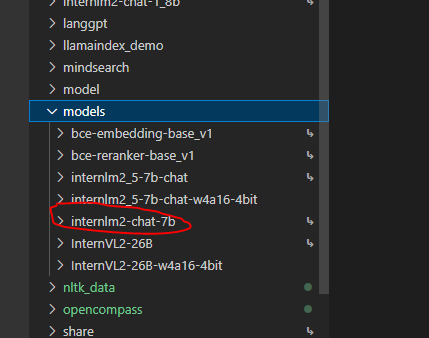 internlm2-chat-1_8b
langgpt
llamaindex_demo
mindsearch
model
models
bce-embedding-base_v1
bce-reranker-base_v1
internlm2_5-7b-chat
internlm2_5-7b-chat-w4a16-4bit
internlm2-chat-7b
InternVL2-26B
InternVL2-26B-w4a16-4bit
nltk_data
opencompass
share